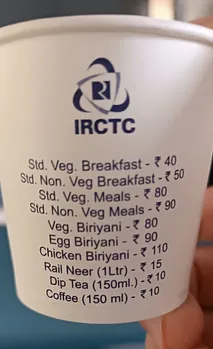 IRCTC
Std. Veg. Breakfast - ₹ 40
Std. Non. Veg Breakfast - ₹ 50
Std. Veg. Meals - ₹ 80
Std. Non Veg Meals - ₹ 90
Veg. Biriyani - ₹ 80
Egg Biriyani - ₹ 90
Chicken Biriyani - ₹ 110
Rail Neer (1Ltr) - ₹ 15
Dip Tea (150ml.) - ₹ 10
Coffee (150 ml) - ₹ 10